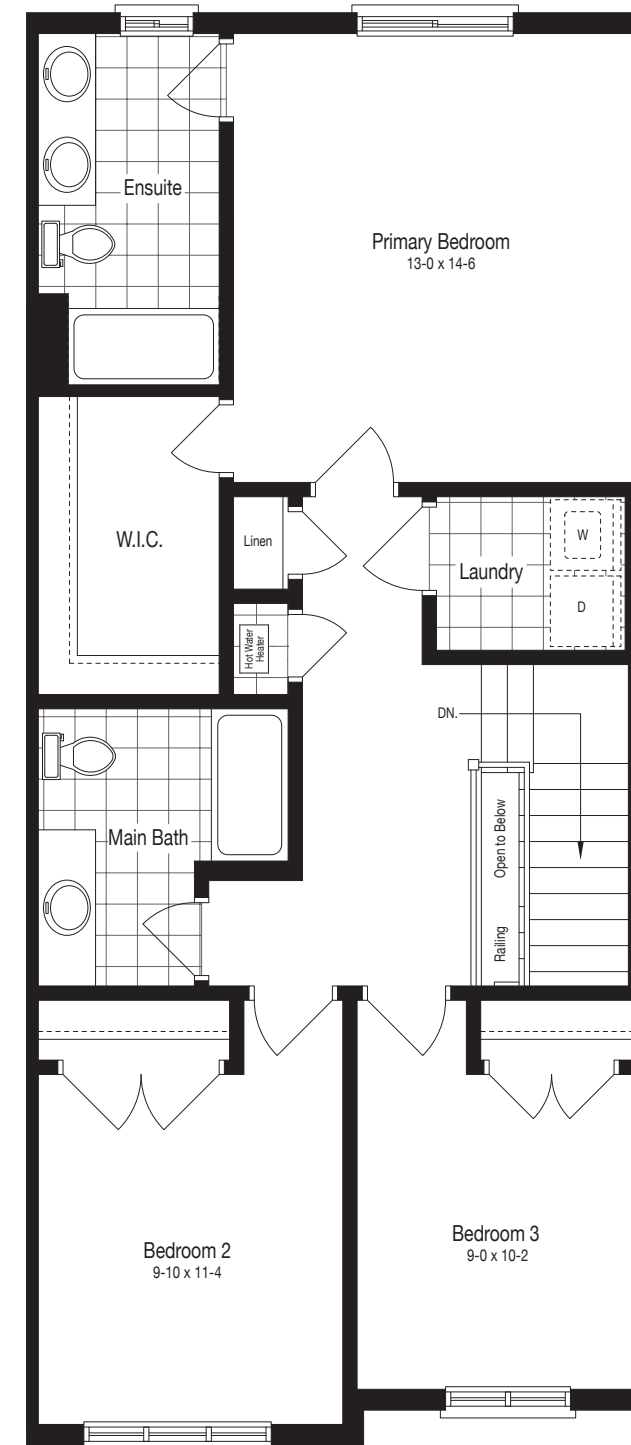 Ensuite
Primary Bedroom
13-0 x 14-6
W.I.C.
Linen
Laundry
W
D
Hot Water
Heater
DN.
Main Bath
Open to Below
Railing
Bedroom 2
9-10 x 11-4
Bedroom 3
9-0 x 10-2